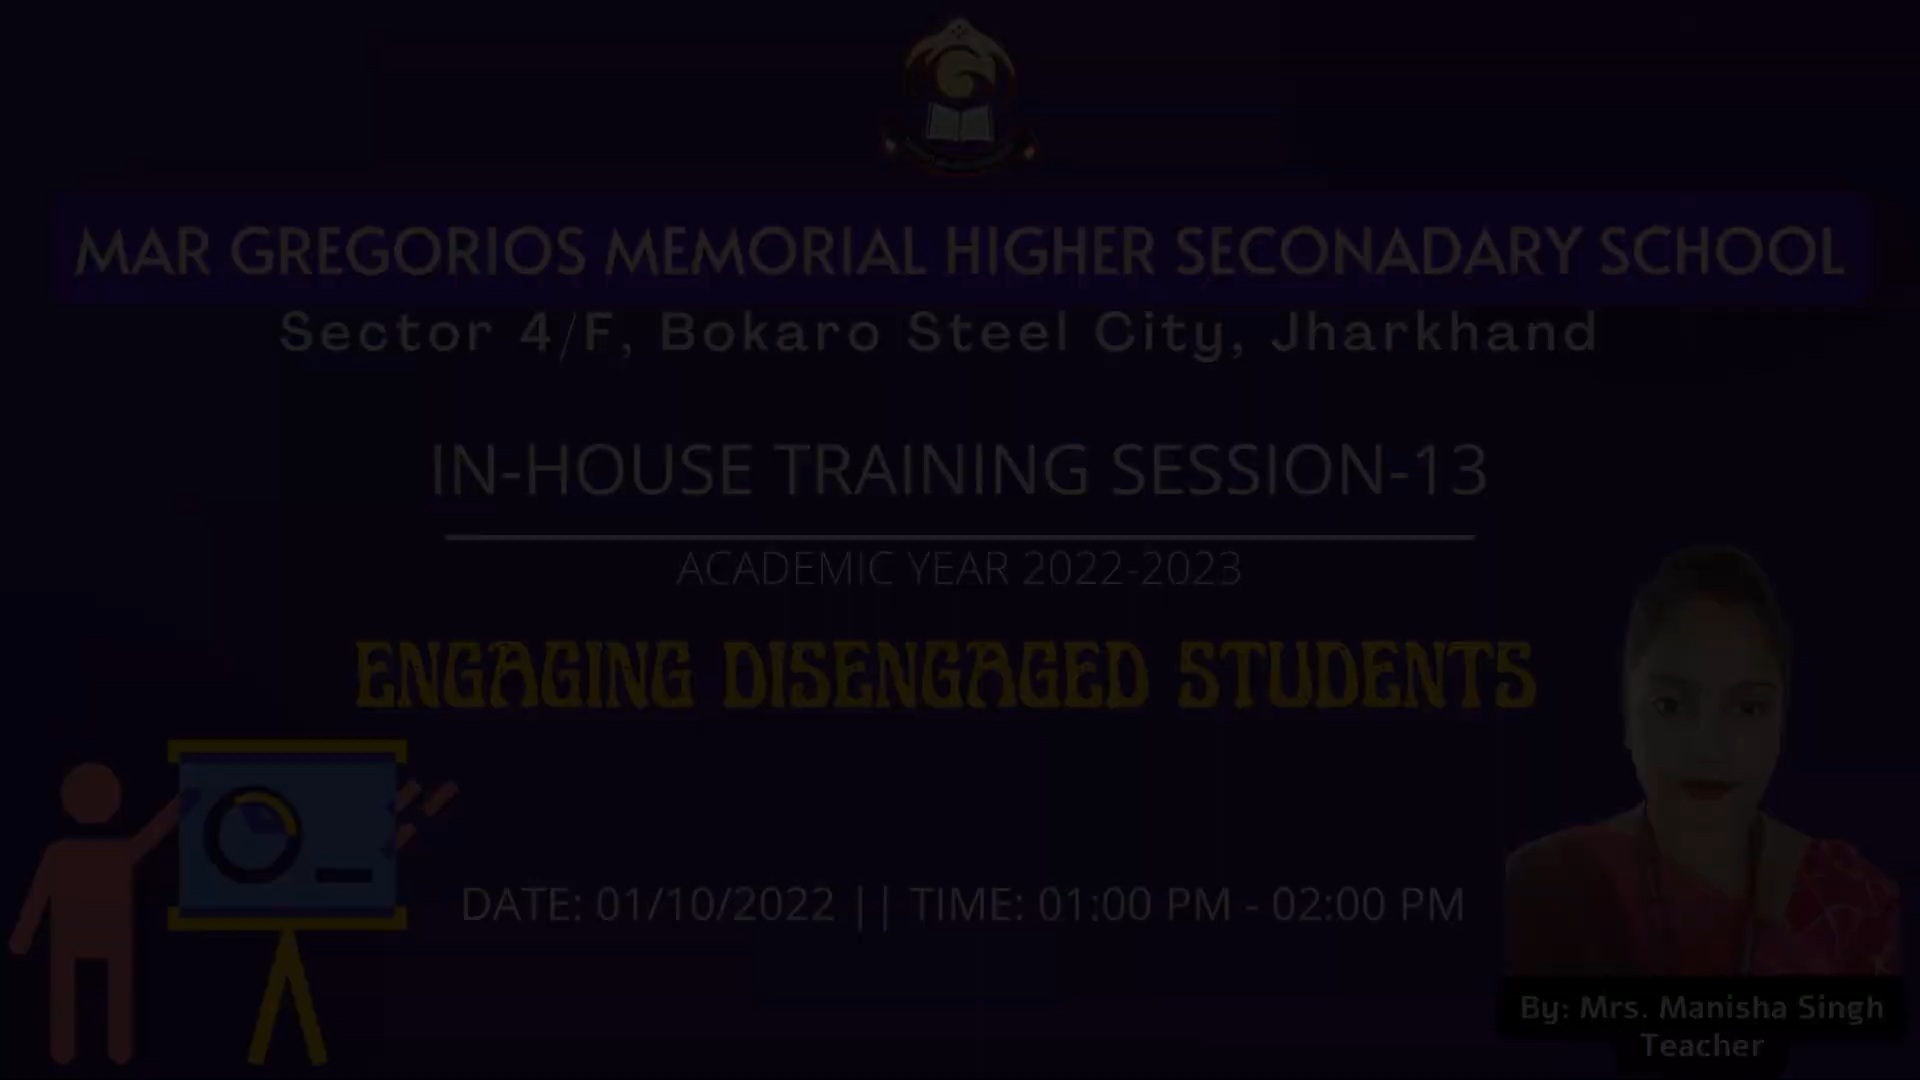 MAR GREGORIOS MEMORIAL HIGHER SECONADARY SCHOOL
Sector 4/F, Bokaro Steel City, Jharkhand
IN-HOUSE TRAINING SESSION-13
ACADEMIC YEAR 2022-2023
ENGAGING DISENGAGED STUDENTS
DATE: 01/10/2022 || TIME: 01:00 PM - 02:00 PM
By: Mrs. Manisha Singh
Teacher